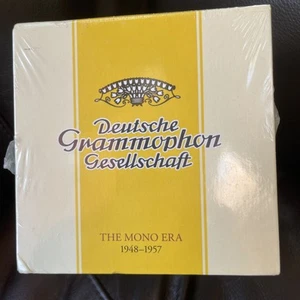 Deutsche
Grammophon
Gesellschaft
THE MONO ERA
1948–1957